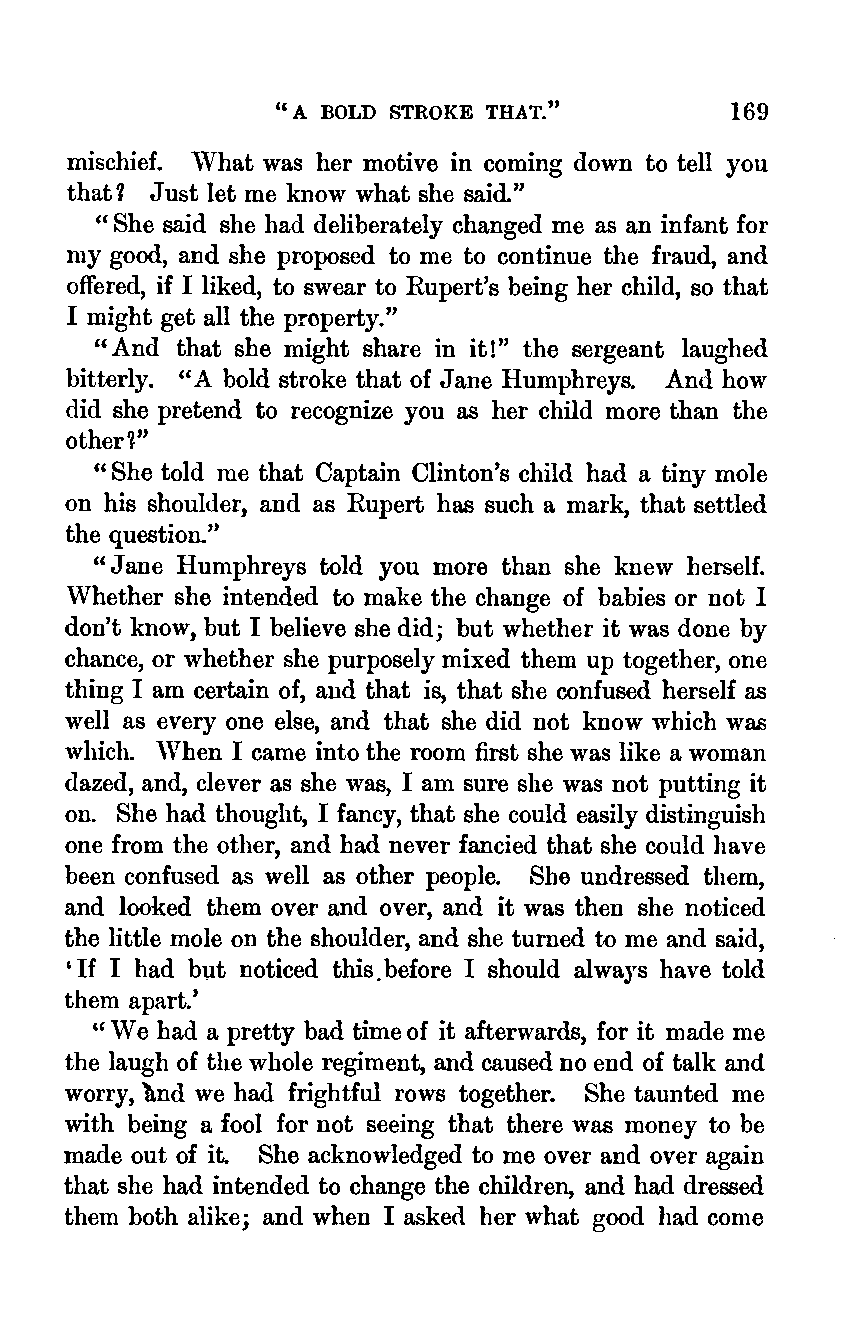 "A BOLD STROKE THAT." 169
mischief. What was her motive in coming down to tell you
that? Just let me know what she said."
"She said she had deliberately changed me as an infant for
my good, and she proposed to me to continue the fraud, and
offered, if I liked, to swear to Rupert's being her child, so that
I might get all the property."
"And that she might share in it!" the sergeant laughed
bitterly. "A bold stroke that of Jane Humphreys. And how
did she pretend to recognize you as her child more than the
other?"
"She told me that Captain Clinton's child had a tiny mole
on his shoulder, and as Rupert has such a mark, that settled
the question."
"Jane Humphreys told you more than she knew herself.
Whether she intended to make the change of babies or not I
don't know, but I believe she did; but whether it was done by
chance, or whether she purposely mixed them up together, one
thing I am certain of, and that is, that she confused herself as
well as every one else, and that she did not know which was
which. When I came into the room first she was like a woman
dazed, and, clever as she was, I am sure she was not putting it
on. She had thought, I fancy, that she could easily distinguish
one from the other, and had never fancied that she could have
been confused as well as other people. She undressed them,
and looked them over and over, and it was then she noticed
the little mole on the shoulder, and she turned to me and said,
'If I had but noticed this before I should always have told
them apart.'
"We had a pretty bad time of it afterwards, for it made me
the laugh of the whole regiment, and caused no end of talk and
worry, and we had frightful rows together. She taunted me
with being a fool for not seeing that there was money to be
made out of it. She acknowledged to me over and over again
that she had intended to change the children, and had dressed
them both alike; and when I asked her what good had come